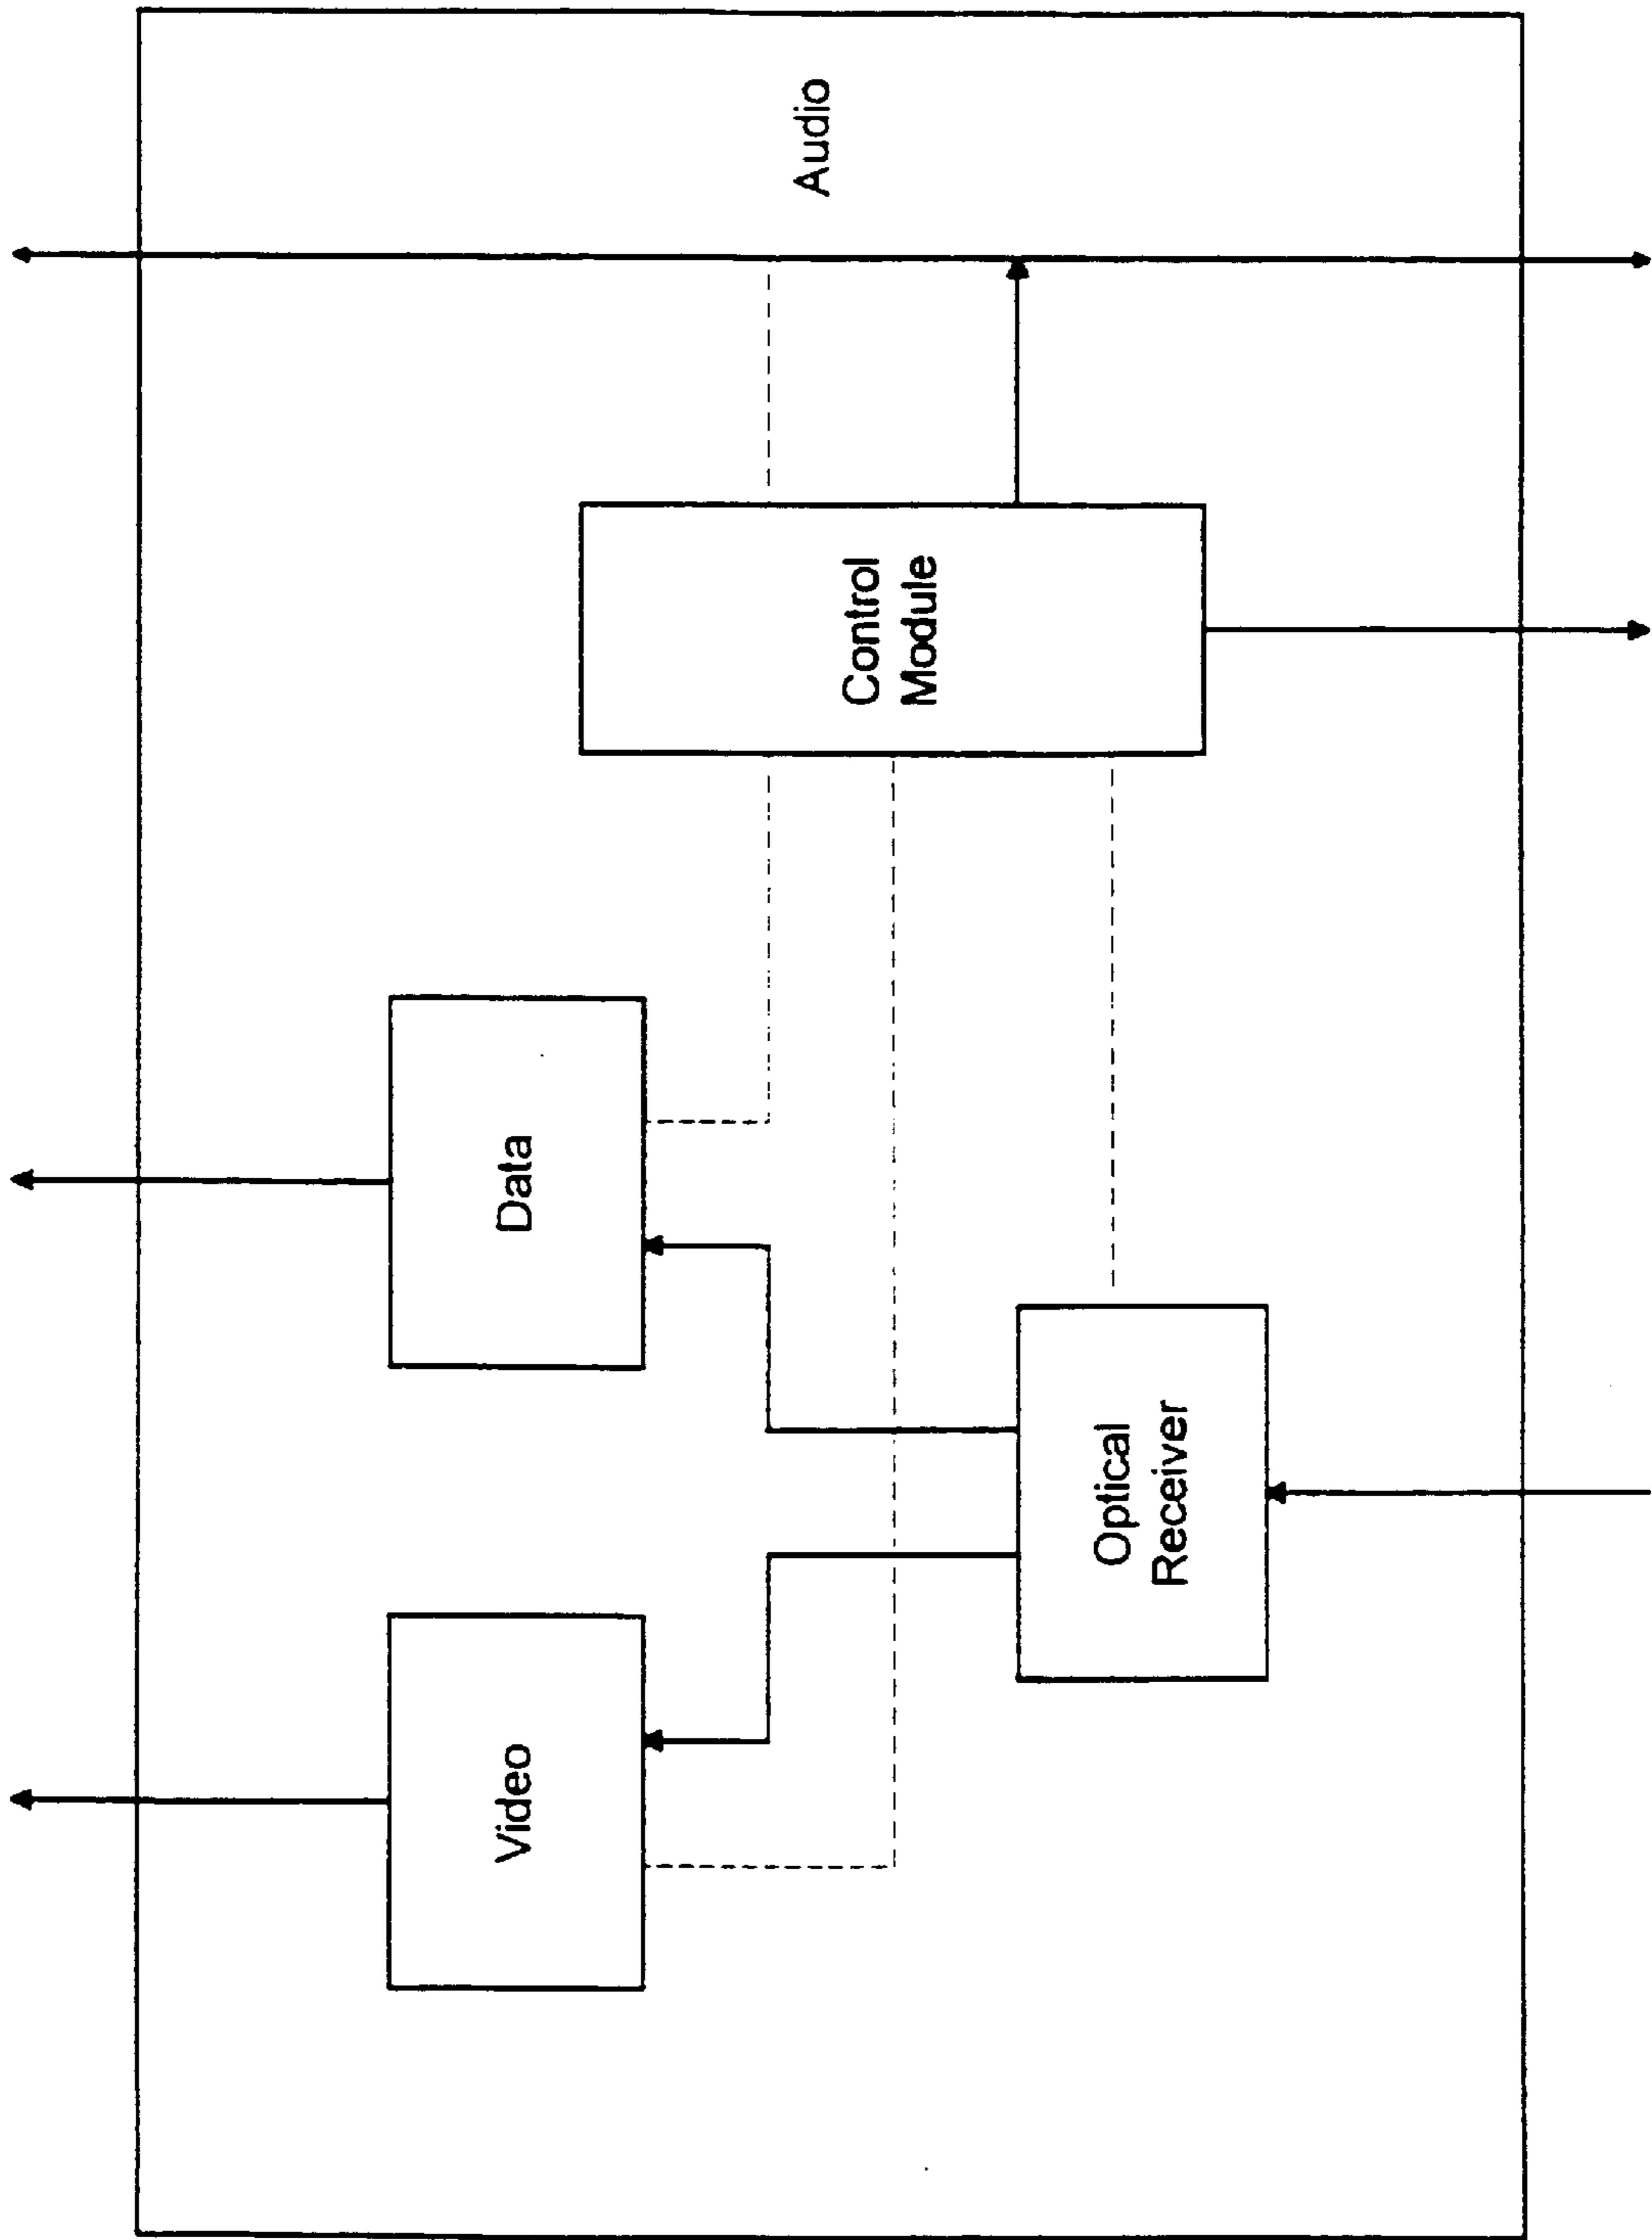 Video
Data
Audio
Control
Module
Optical
Receiver